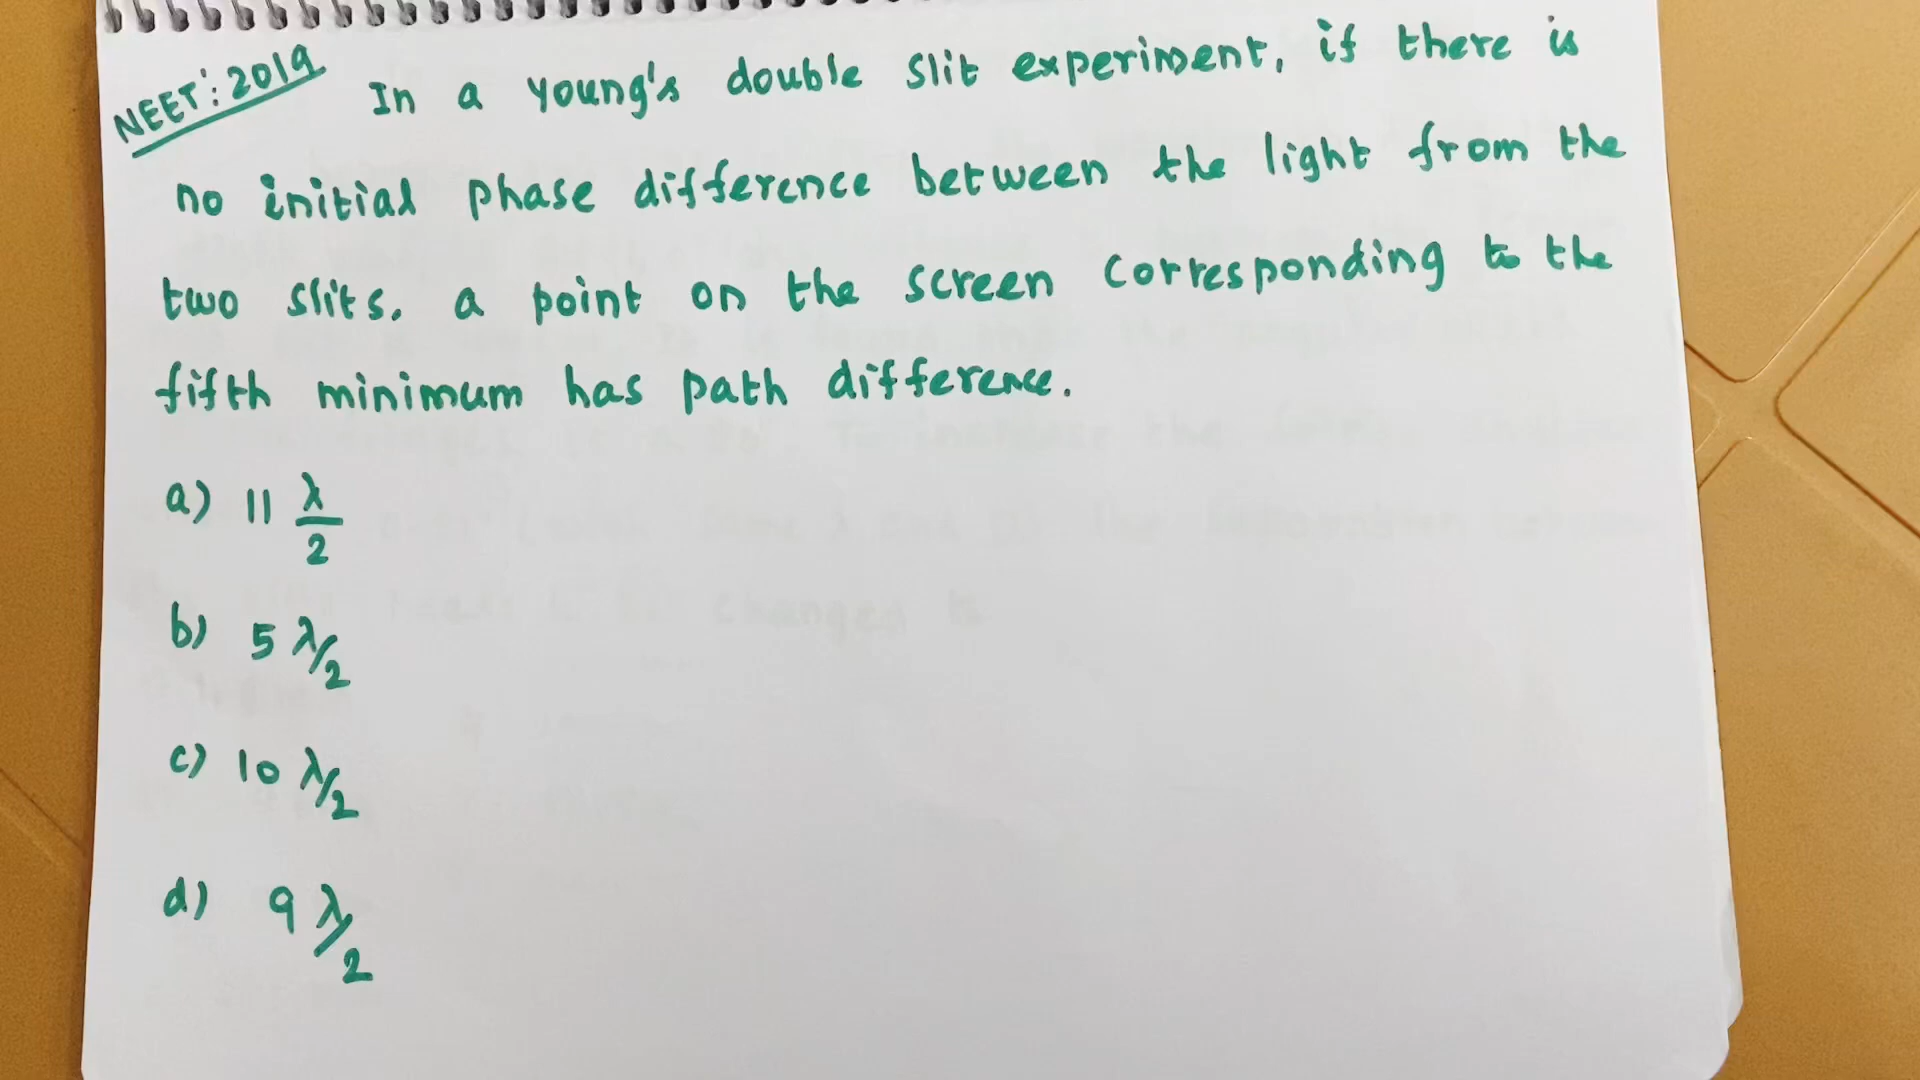 NEET: 2019
In a Young's double slit experiment, if there is
no initial phase difference between the light from the
two slits. a point on the screen corresponding to the
fifth minimum has path difference.
a) 11 λ/2
b) 5 λ/2
c) 10 λ/2
d) 9 λ/2